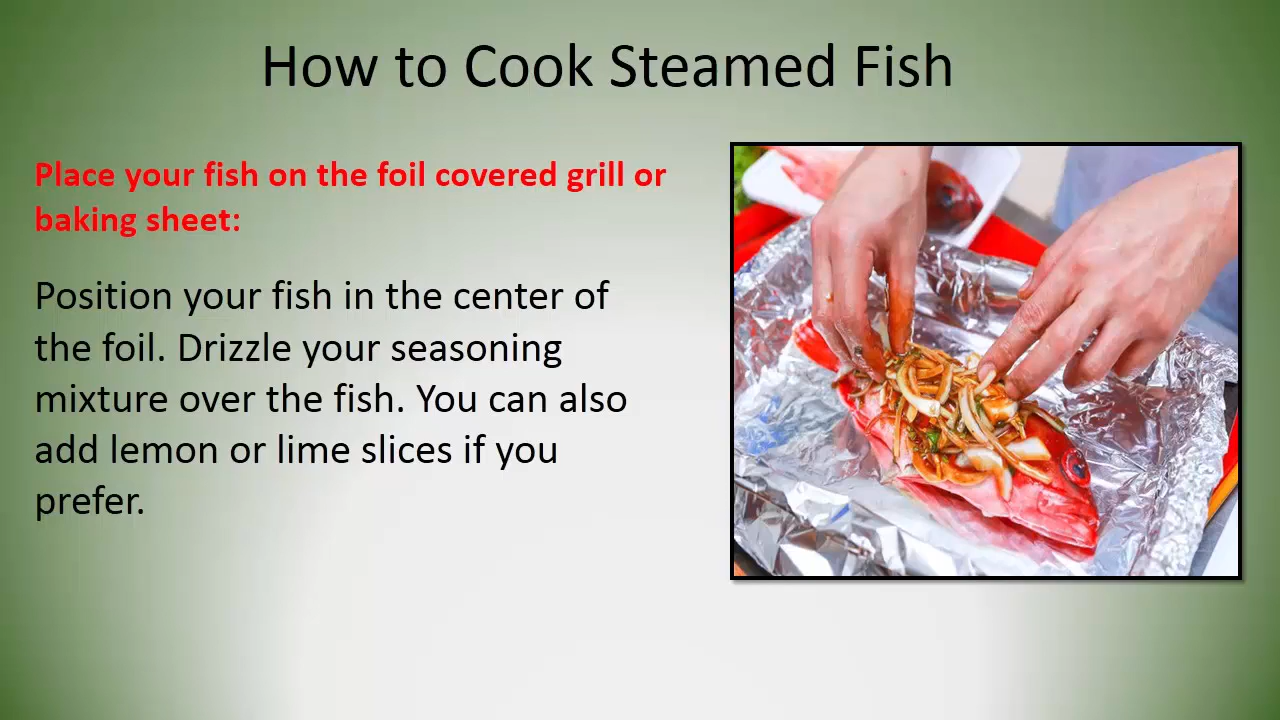 How to Cook Steamed Fish
Place your fish on the foil covered grill or
baking sheet:
Position your fish in the center of
the foil. Drizzle your seasoning
mixture over the fish. You can also
add lemon or lime slices if you
prefer.